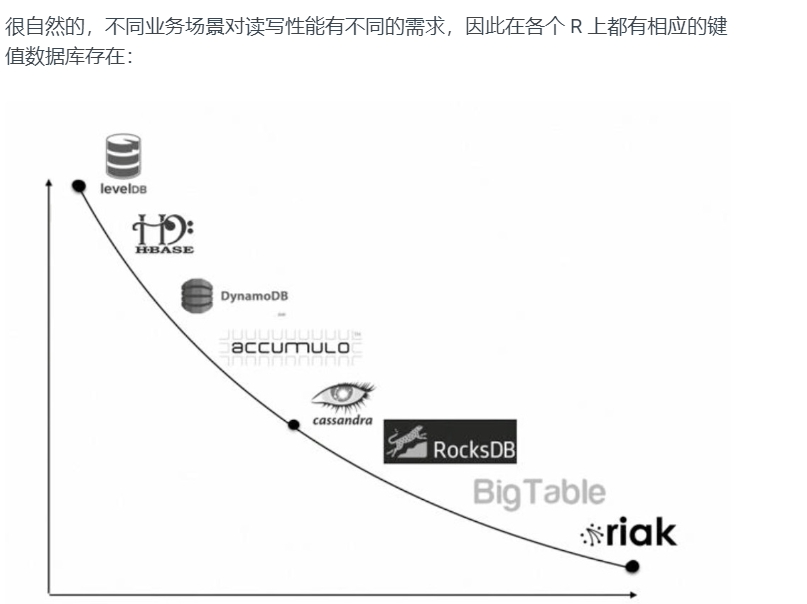 很自然的，不同业务场景对读写性能有不同的需求，因此在各个 R 上都有相应的键
值数据库存在：
levelDB
HBASE
DynamoDB
accumulo
cassandra
RocksDB
BigTable
riak